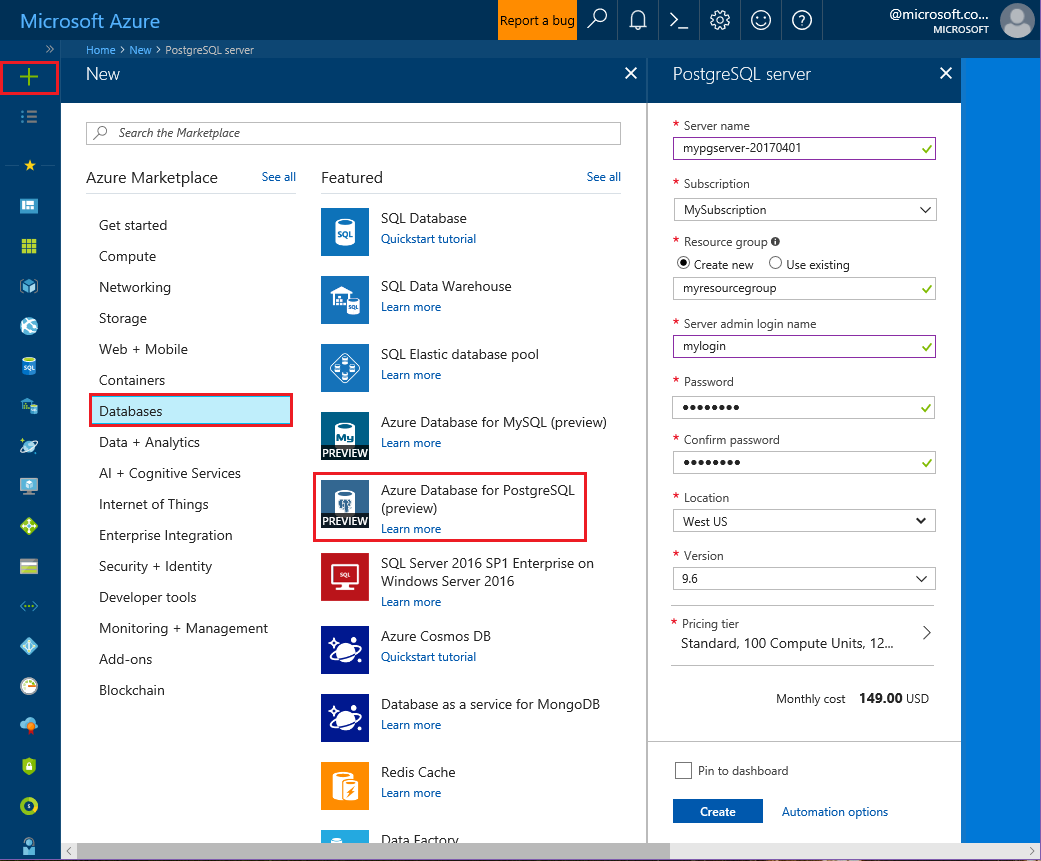 Microsoft Azure
Report a bug
@microsoft.co...
MICROSOFT
Home > New > PostgreSQL server
New
Search the Marketplace
Azure Marketplace
See all
Get started
Compute
Networking
Storage
Web + Mobile
Containers
Databases
Data + Analytics
AI + Cognitive Services
Internet of Things
Enterprise Integration
Security + Identity
Developer tools
Monitoring + Management
Add-ons
Blockchain
Featured
See all
SQL
SQL Database
Quickstart tutorial
SQL
SQL Data Warehouse
Learn more
SQL Elastic database pool
Learn more
My
PREVIEW
Azure Database for MySQL (preview)
Learn more
PREVIEW
Azure Database for PostgreSQL
(preview)
Learn more
SQL
SQL Server 2016 SP1 Enterprise on
Windows Server 2016
Learn more
Azure Cosmos DB
Quickstart tutorial
Database as a service for MongoDB
Learn more
Redis Cache
Learn more
Data Factory
PostgreSQL server
* Server name
mypgserver-20170401
* Subscription
MySubscription
* Resource group
Create new Use existing
myresourcegroup
* Server admin login name
mylogin
* Password
●●●●●●●●
* Confirm password
●●●●●●●●
* Location
West US
* Version
9.6
* Pricing tier
Standard, 100 Compute Units, 12...
Monthly cost 149.00 USD
Pin to dashboard
Create
Automation options